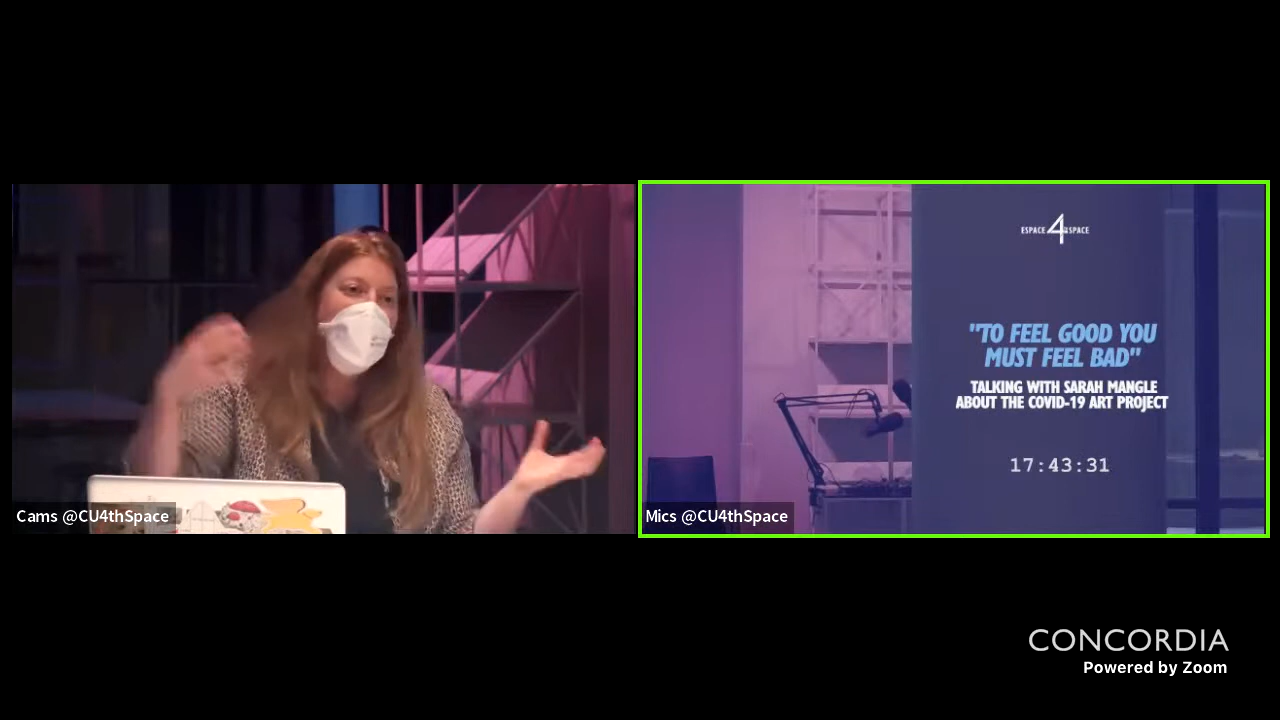 Cams @CU4thSpace
ESPACE 4 SPACE
"TO FEEL GOOD YOU
MUST FEEL BAD"
TALKING WITH SARAH MANGLE
ABOUT THE COVID-19 ART PROJECT
17:43:31
Mics @CU4thSpace
CONCORDIA
Powered by Zoom